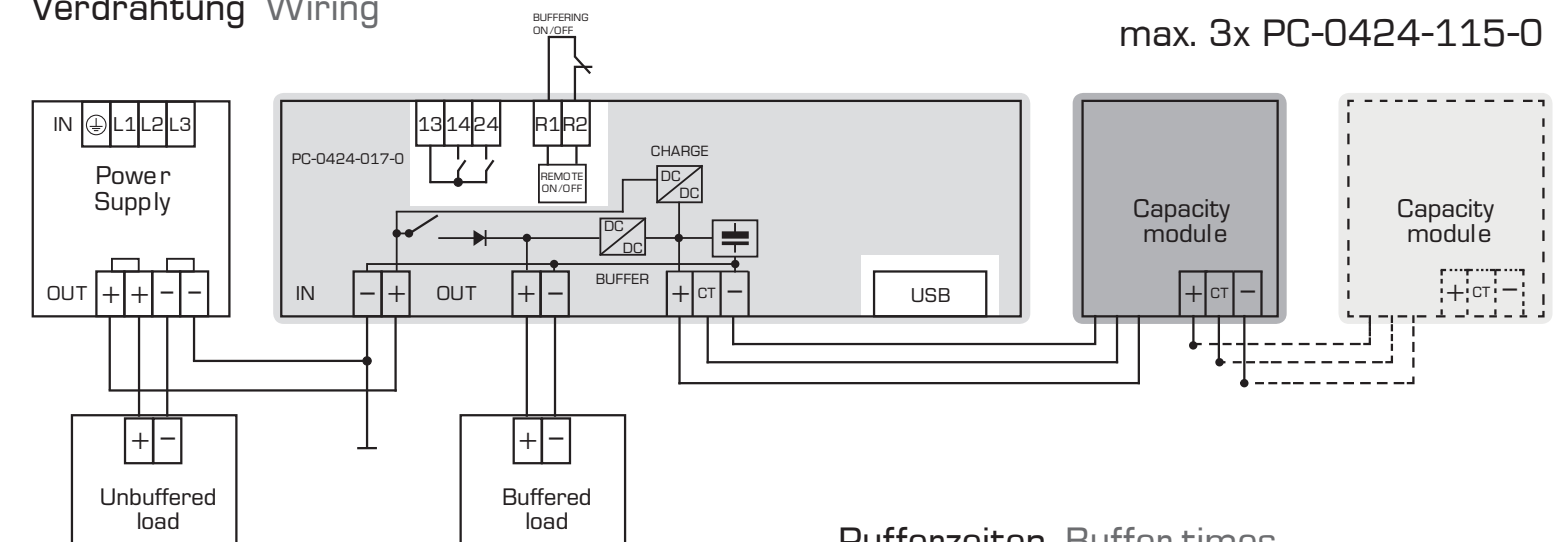 Verdrahtung Wiring
BUFFERING
ON/OFF
max. 3x PC-0424-115-0
IN L1 L2 L3
Power
Supply
OUT + + − −
PC-0424-017-0
13 14 24
R1 R2
REMOTE
ON/OFF
CHARGE
DC
DC
DC
DC
BUFFER
IN − + OUT + −
+ CT −
USB
Capacity
module
+ CT −
Capacity
module
+ CT −
+ −
Unbuffered
load
+ −
Buffered
load
Pufferzeiten Buffer times